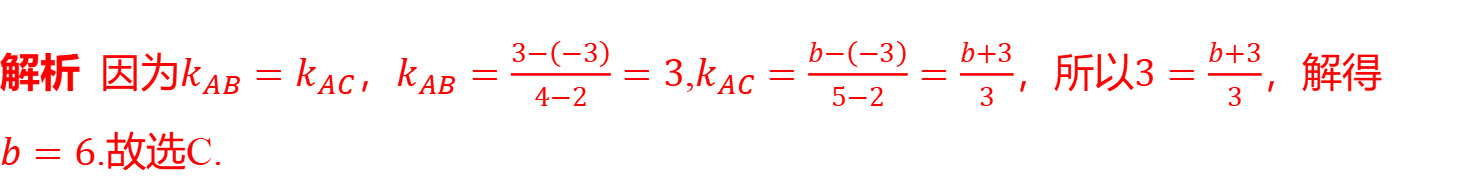 解析 因为k_{AB} = k_{AC}，k_{AB} = \frac{3-(-3)}{4-2} = 3,k_{AC} = \frac{b-(-3)}{5-2} = \frac{b+3}{3}，所以3 = \frac{b+3}{3}，解得
b = 6.故选C.